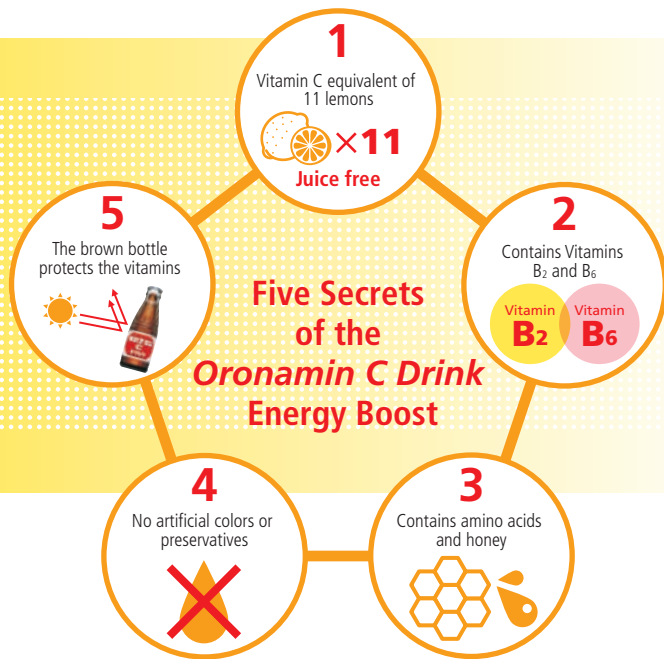 1
Vitamin C equivalent of
11 lemons
×11
Juice free
2
Contains Vitamins
B₂ and B₆
Vitamin
B2
Vitamin
B6
3
Contains amino acids
and honey
4
No artificial colors or
preservatives
5
The brown bottle
protects the vitamins
C
Five Secrets
of the
Oronamin C Drink
Energy Boost